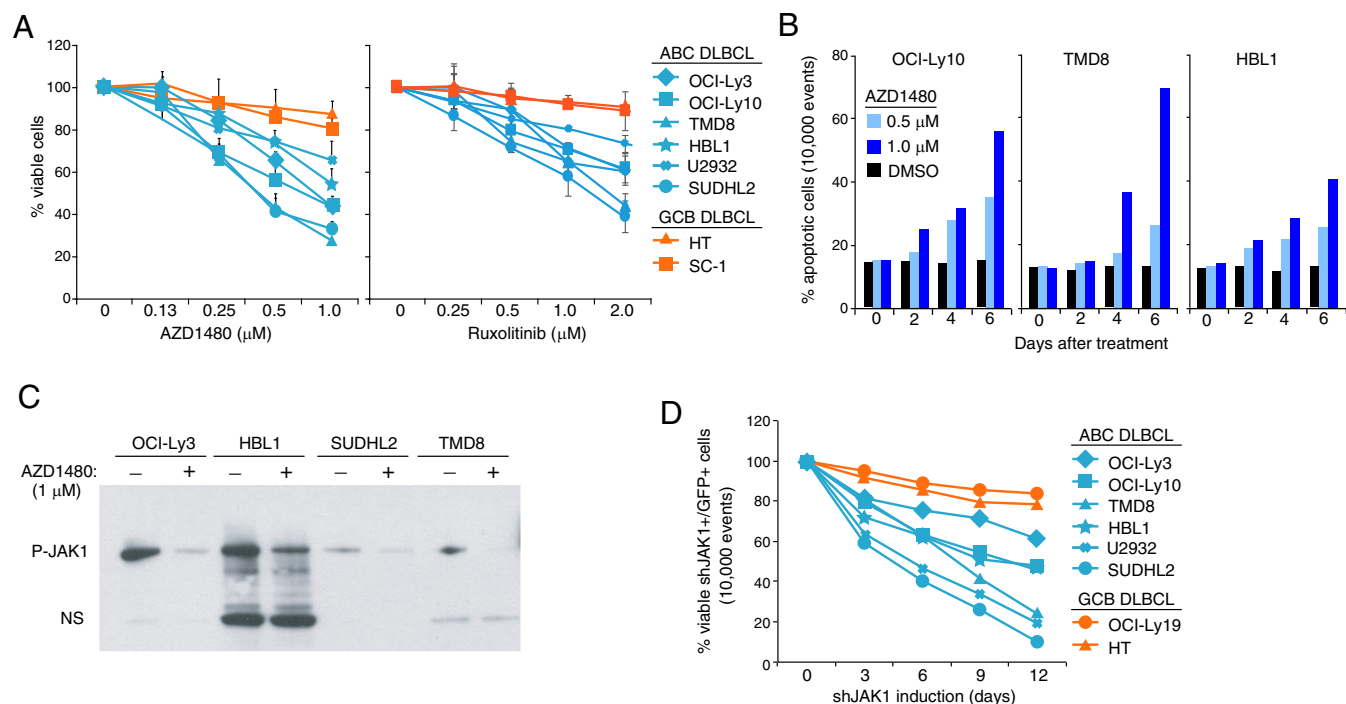 A
% viable cells
120
100
80
60
40
20
0
0 0.13 0.25 0.5 1.0
AZD1480 (μM)
0 0.25 0.5 1.0 2.0
Ruxolitinib (μM)
ABC DLBCL
OCI-Ly3
OCI-Ly10
TMD8
HBL1
U2932
SUDHL2
GCB DLBCL
HT
SC-1
B
% apoptotic cells (10,000 events)
80
60
40
20
0
OCI-Ly10 TMD8 HBL1
AZD1480
0.5 μM
1.0 μM
DMSO
0 2 4 6 0 2 4 6 0 2 4 6
Days after treatment
C
OCI-Ly3 HBL1 SUDHL2 TMD8
AZD1480: – + – + – + – +
(1 μM)
P-JAK1
NS
D
% viable shJAK1+/GFP+ cells
(10,000 events)
120
100
80
60
40
20
0
0 3 6 9 12
shJAK1 induction (days)
ABC DLBCL
OCI-Ly3
OCI-Ly10
TMD8
HBL1
U2932
SUDHL2
GCB DLBCL
OCI-Ly19
HT